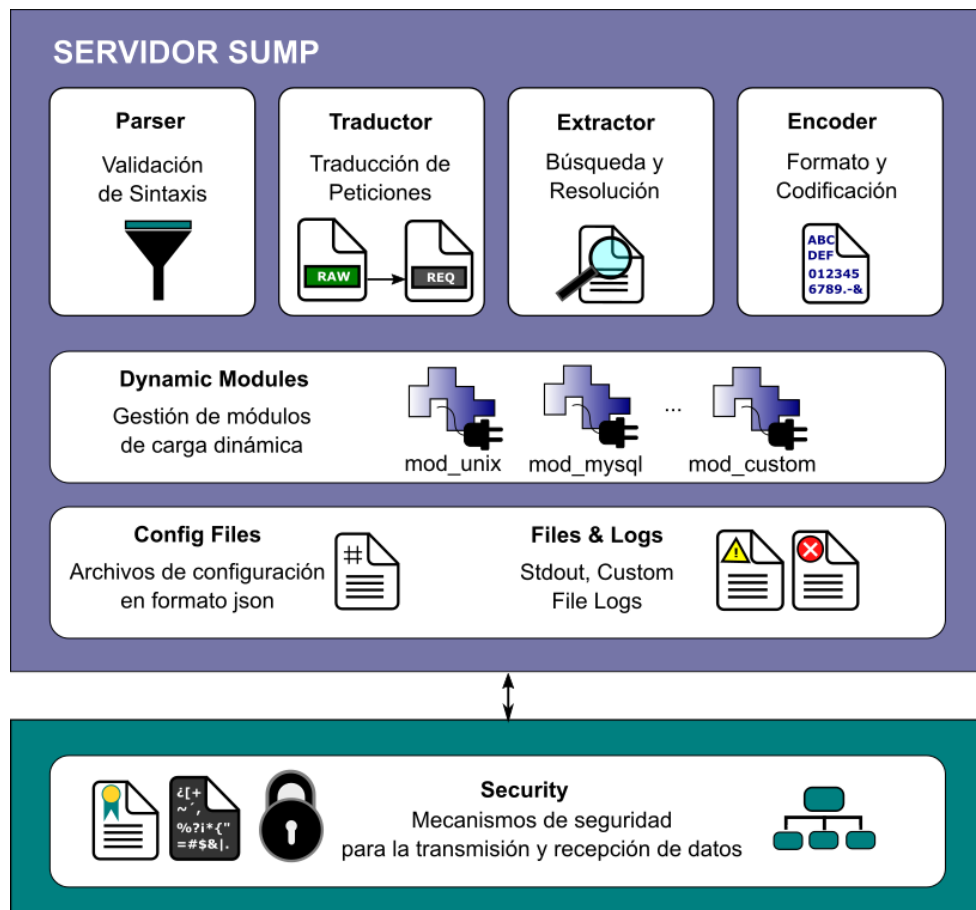 SERVIDOR SUMP
Parser
Validación
de Sintaxis
Traductor
Traducción de
Peticiones
RAW
REQ
Extractor
Búsqueda y
Resolución
Encoder
Formato y
Codificación
ABC
DEF
012345
6789.-&
Dynamic Modules
Gestión de módulos
de carga dinámica
mod_unix
mod_mysql
...
mod_custom
Config Files
Archivos de configuración
en formato json
#
Files & Logs
Stdout, Custom
File Logs
!
¿[+
~´,
%?i*{"
=#$&|.
Security
Mecanismos de seguridad
para la transmisión y recepción de datos